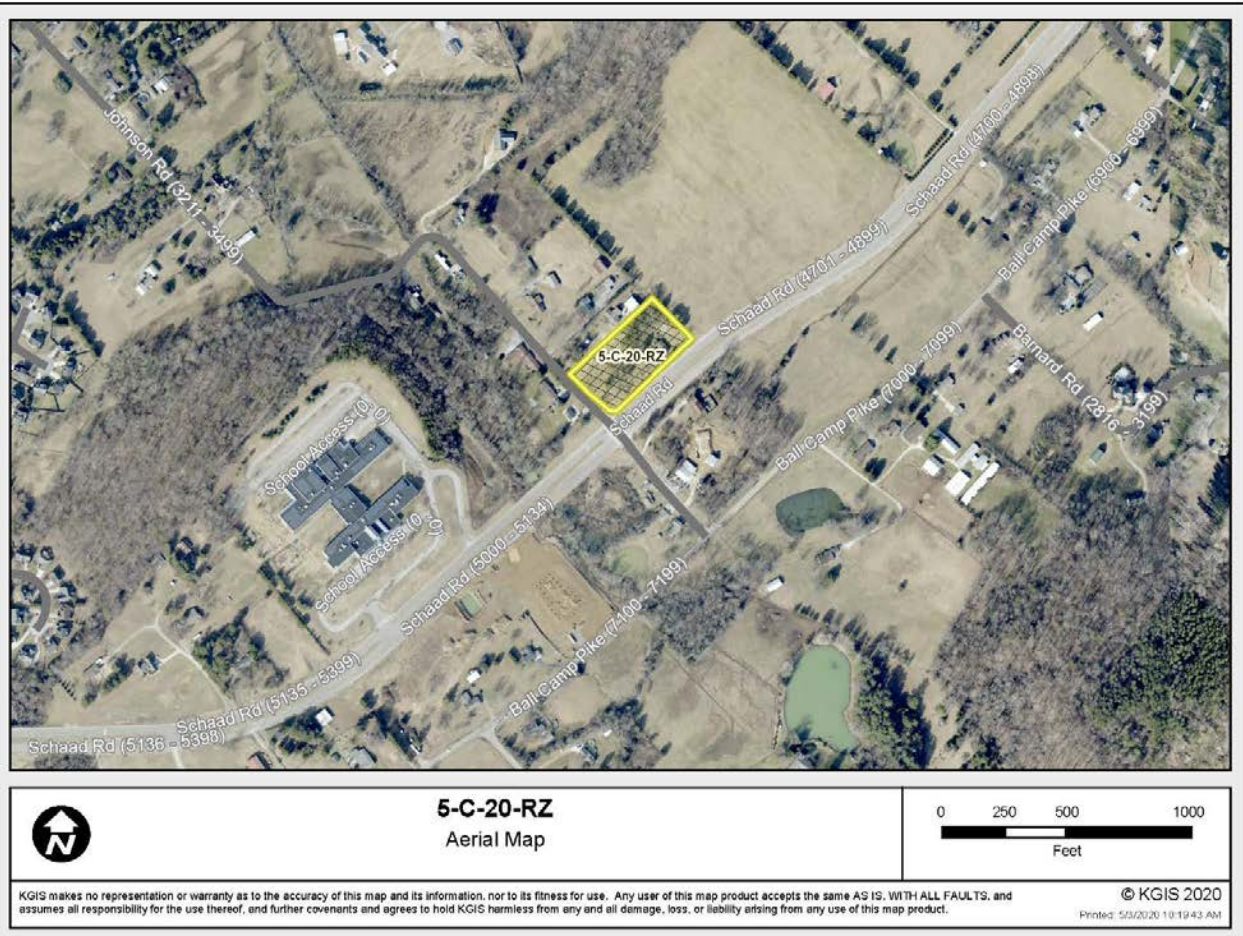 Johnson Rd (3211 - 3499)
Schaad Rd (4700 - 4898)
Ball Camp Pike (6900 - 6999)
Schaad Rd (4701 - 4899)
5-C-20-RZ
Schaad Rd
Ball Camp Pike (7000 - 7099)
Barnard Rd (2816 - 3199)
School Access (0 - 0)
School Access (0 - 0)
Schaad Rd (5000 - 5134)
Ball Camp Pike (7100 - 7199)
Schaad Rd (5135 - 5399)
Schaad Rd (5136 - 5398)
N
5-C-20-RZ
Aerial Map
0 250 500 1000
Feet
KGIS makes no representation or warranty as to the accuracy of this map and its information, nor to its fitness for use. Any user of this map product accepts the same AS IS, WITH ALL FAULTS, and
assumes all responsibility for the use thereof, and further covenants and agrees to hold KGIS harmless from any and all damage, loss, or liability arising from any use of this map product.
© KGIS 2020
Printed: 5/3/2020 10:19:43 AM